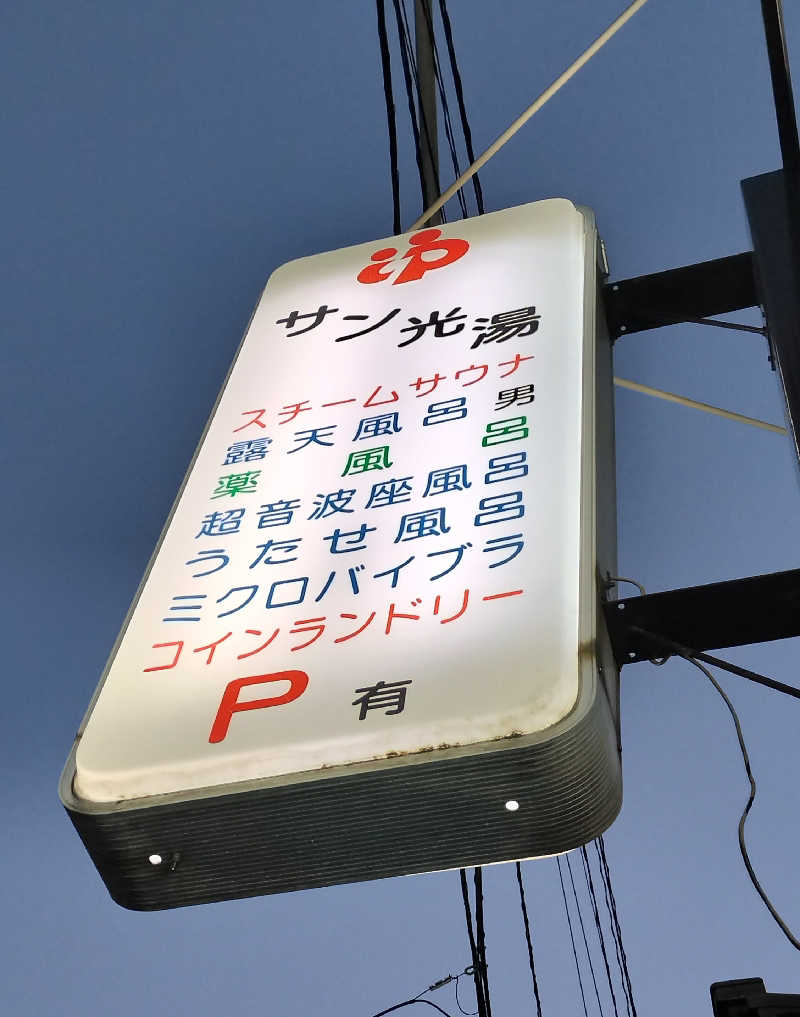 サン光湯
スチームサウナ
露天風呂男
薬風呂
超音波座風呂
うたせ風呂
ミクロバイブラ
コインランドリー
P 有